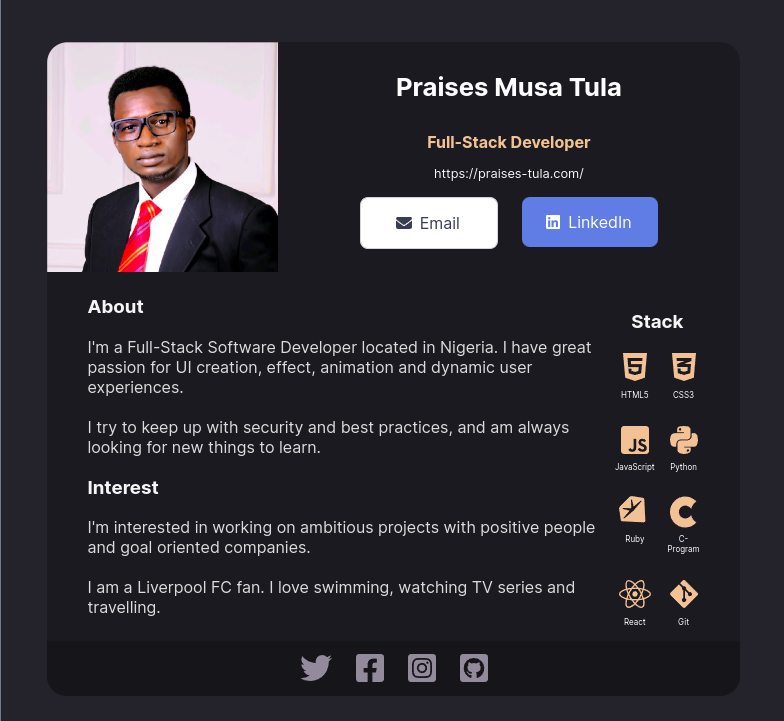 Praises Musa Tula
Full-Stack Developer
https://praises-tula.com/
Email
LinkedIn
About
I'm a Full-Stack Software Developer located in Nigeria. I have great
passion for UI creation, effect, animation and dynamic user
experiences.
I try to keep up with security and best practices, and am always
looking for new things to learn.
Interest
I'm interested in working on ambitious projects with positive people
and goal oriented companies.
I am a Liverpool FC fan. I love swimming, watching TV series and
travelling.
Stack
HTML5
CSS3
JS
JavaScript
Python
Ruby
C-
Program
React
Git